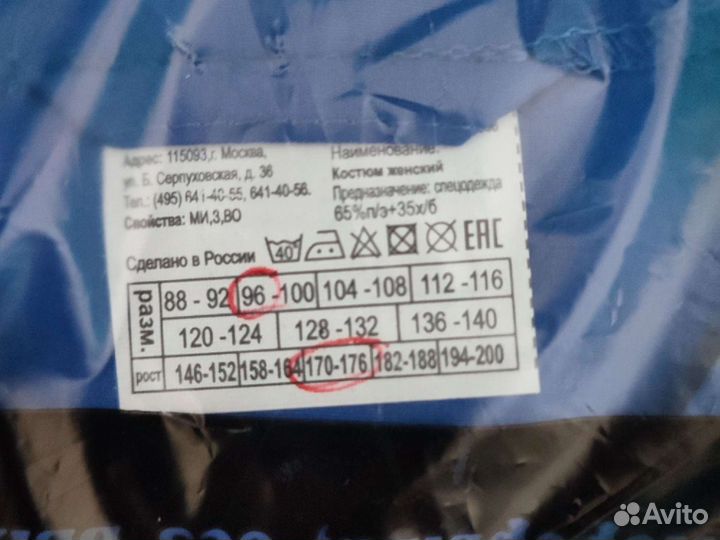 Адрес: 115093,г. Москва,
ул. Б. Серпуховская, д. 36
Тел.: (495) 641-40-55, 641-40-56.
Свойства: МИ,З,ВО
Наименование:
Костюм женский
Предназначение: спецодежда
65%п/э+35х/б
Сделано в России 40° EAC
разм. 88 - 92 96 -100 104 -108 112 -116
120 -124 128 -132 136 -140
рост 146-152 158-164 170-176 182-188 194-200
Avito